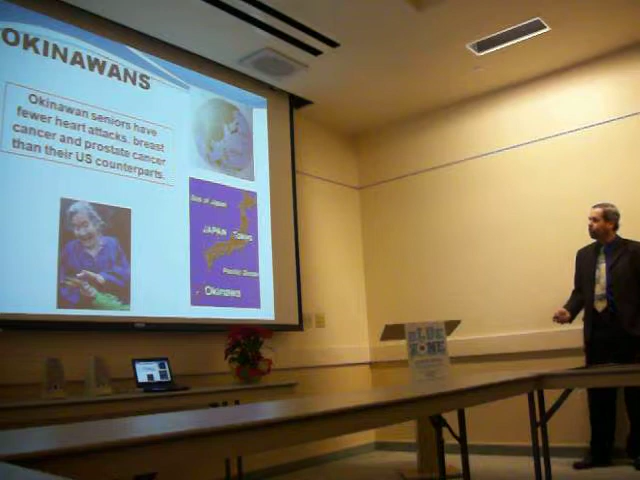 OKINAWANS
Okinawan seniors have
fewer heart attacks, breast
cancer and prostate cancer
than their US counterparts.
Sea of Japan
JAPAN Tokyo
Pacific Ocean
Okinawa
BLUE
ZONE